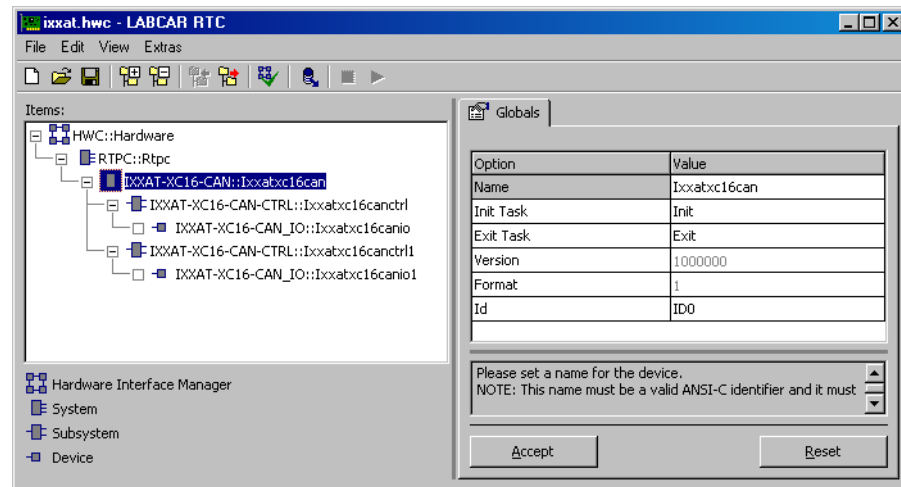 ixxat.hwc - LABCAR RTC
File Edit View Extras
Items:
HWC::Hardware
RTPC::Rtpc
IXXAT-XC16-CAN::Ixxatxc16can
IXXAT-XC16-CAN-CTRL::Ixxatxc16canctrl
IXXAT-XC16-CAN_IO::Ixxatxc16canio
IXXAT-XC16-CAN-CTRL::Ixxatxc16canctrl1
IXXAT-XC16-CAN_IO::Ixxatxc16canio1
Hardware Interface Manager
System
Subsystem
Device
Globals
Option Value
Name Ixxatxc16can
Init Task Init
Exit Task Exit
Version 1000000
Format 1
Id ID0
Please set a name for the device.
NOTE: This name must be a valid ANSI-C identifier and it must
Accept Reset